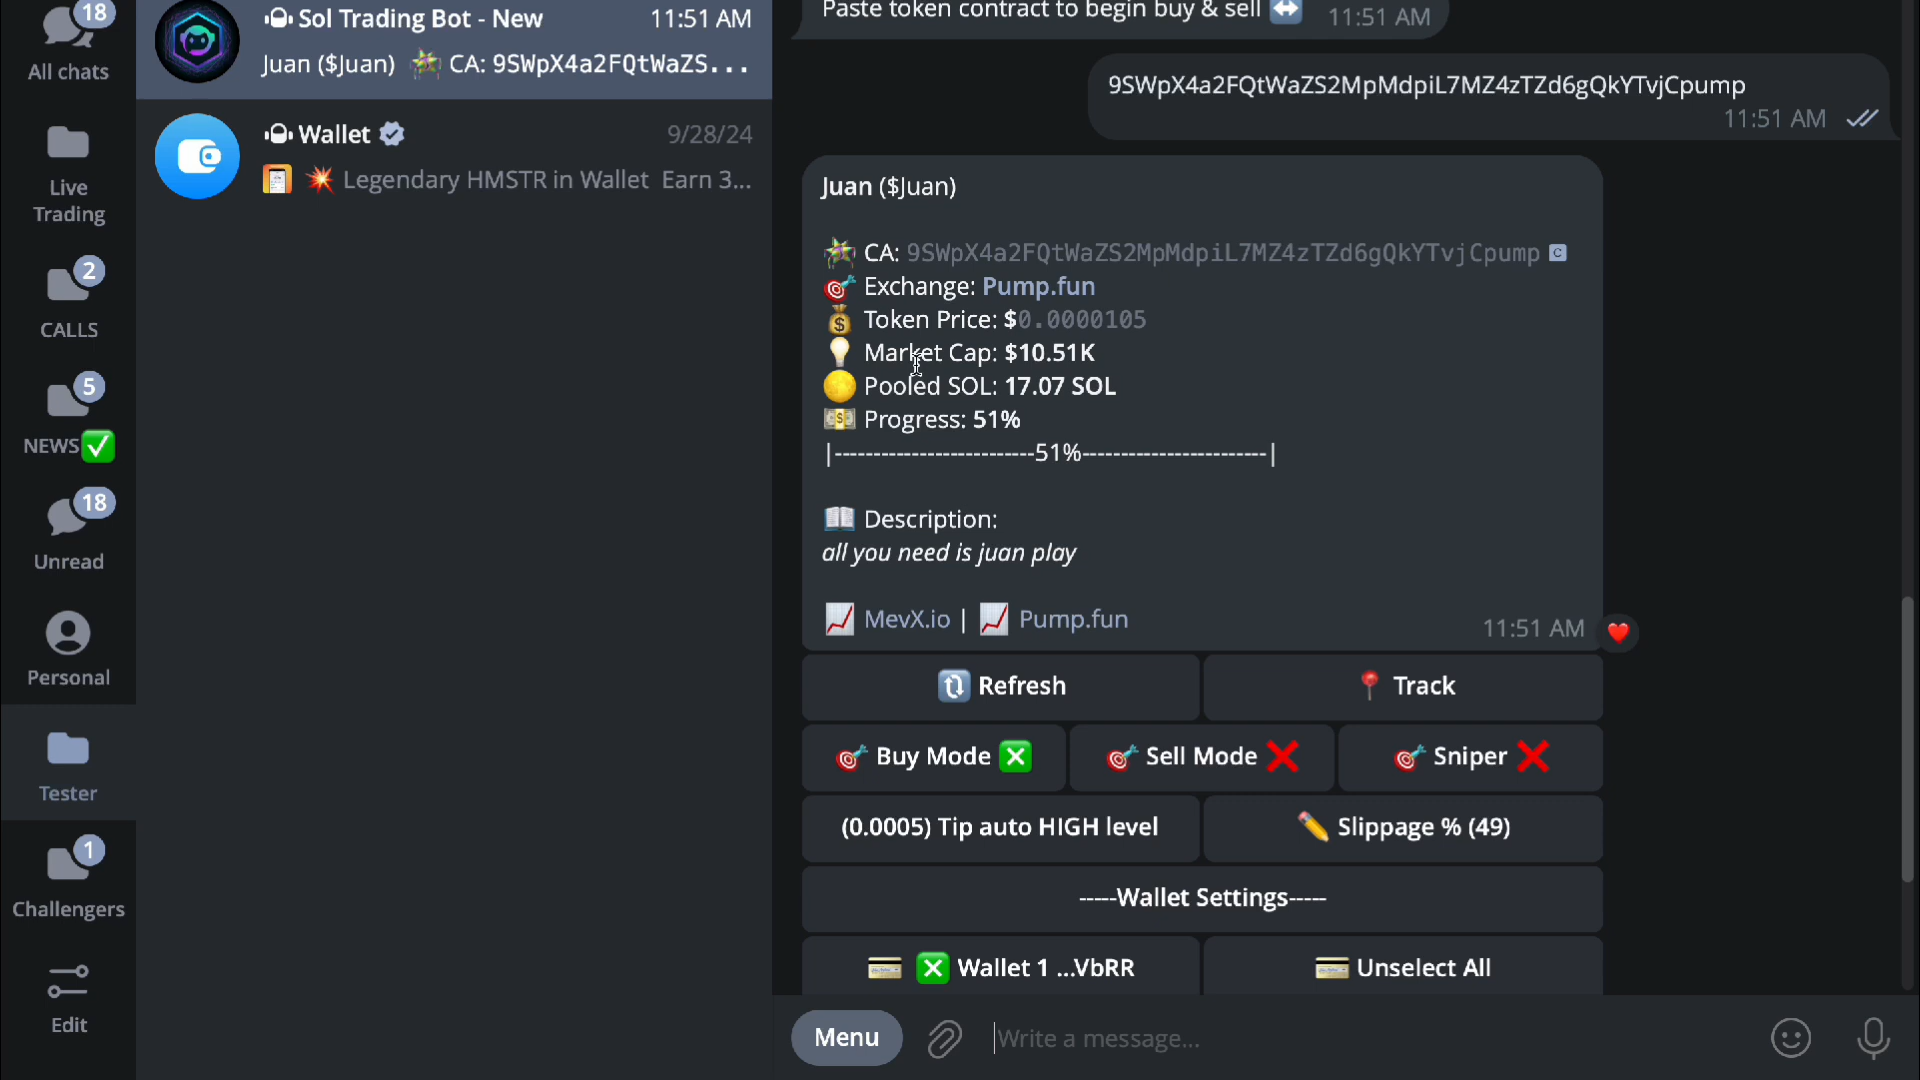 18
All chats
Live
Trading
2
CALLS
5
NEWS✅
18
Unread
Personal
Tester
1
Challengers
Edit
Sol Trading Bot - New 11:51 AM
Juan ($Juan) CA: 9SWpX4a2FQtWaZS...
Wallet 9/28/24
Legendary HMSTR in Wallet Earn 3...
Paste token contract to begin buy & sell ↔️ 11:51 AM
9SWpX4a2FQtWaZS2MpMdpiL7MZ4zTZd6gQkYTvjCpump
11:51 AM
Juan ($Juan)
CA: 9SWpX4a2FQtWaZS2MpMdpiL7MZ4zTZd6gQkYTvjCpump C
🎯 Exchange: Pump.fun
💰 Token Price: $0.0000105
💡 Market Cap: $10.51K
🌕 Pooled SOL: 17.07 SOL
💵 Progress: 51%
|--------------------------51%------------------------|
📖 Description:
all you need is juan play
📈 MevX.io | 📈 Pump.fun
11:51 AM
🔃 Refresh
📍 Track
🎯 Buy Mode ❎
🎯 Sell Mode ❌
🎯 Sniper ❌
(0.0005) Tip auto HIGH level
✏️ Slippage % (49)
-----Wallet Settings-----
💳 ❎ Wallet 1 ...VbRR
💳 Unselect All
Menu
Write a message...